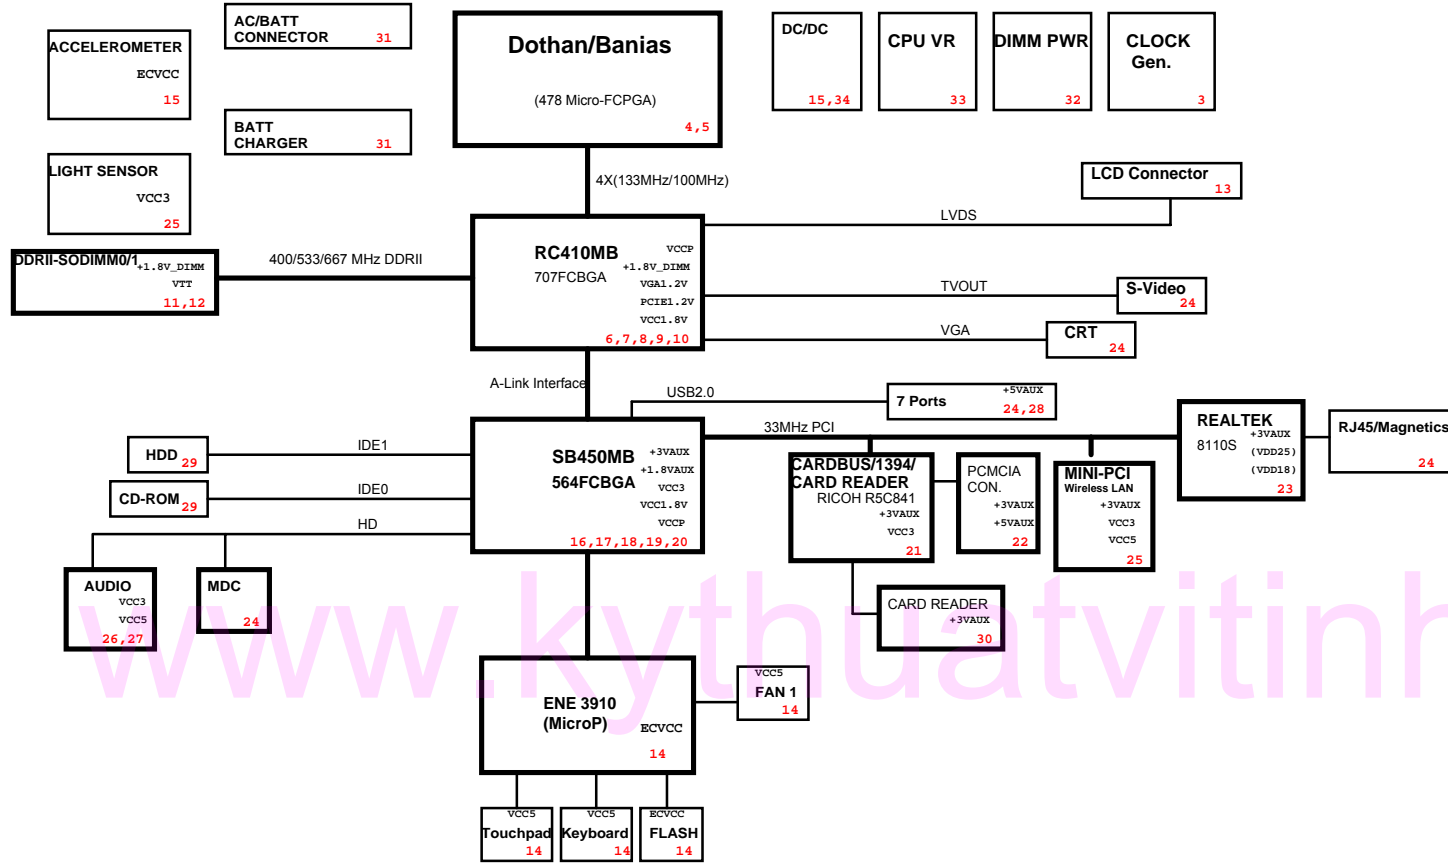 ACCELEROMETER
ECVCC
15
AC/BATT
CONNECTOR 31
BATT
CHARGER 31
Dothan/Banias
(478 Micro-FCPGA)
4,5
DC/DC
15,34
CPU VR
33
DIMM PWR
32
CLOCK
Gen.
3
LIGHT SENSOR
VCC3
25
4X(133MHz/100MHz)
LCD Connector
13
LVDS
DDRII-SODIMM0/1
+1.8V_DIMM
VTT
11,12
400/533/667 MHz DDRII
RC410MB
707FCBGA
VCCP
+1.8V_DIMM
VGA1.2V
PCIE1.2V
VCC1.8V
6,7,8,9,10
TVOUT
S-Video
24
VGA
CRT
24
A-Link Interface
USB2.0
7 Ports
+5VAUX
24,28
33MHz PCI
HDD 29
IDE1
CD-ROM 29
IDE0
HD
SB450MB
564FCBGA
+3VAUX
+1.8VAUX
VCC3
VCC1.8V
VCCP
16,17,18,19,20
CARDBUS/1394/
CARD READER
RICOH R5C841
+3VAUX
VCC3
21
PCMCIA
CON.
+3VAUX
+5VAUX
22
MINI-PCI
Wireless LAN
+3VAUX
VCC3
VCC5
25
REALTEK
8110S
+3VAUX
(VDD25)
(VDD18)
23
RJ45/Magnetics
24
AUDIO
VCC3
VCC5
26,27
MDC
24
CARD READER
+3VAUX
30
www.kythuatvitinh
ENE 3910
(MicroP)
ECVCC
14
VCC5
FAN 1
14
VCC5
Touchpad
14
VCC5
Keyboard
14
ECVCC
FLASH
14